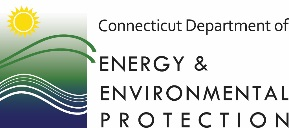 Connecticut Department of
ENERGY &
ENVIRONMENTAL
PROTECTION